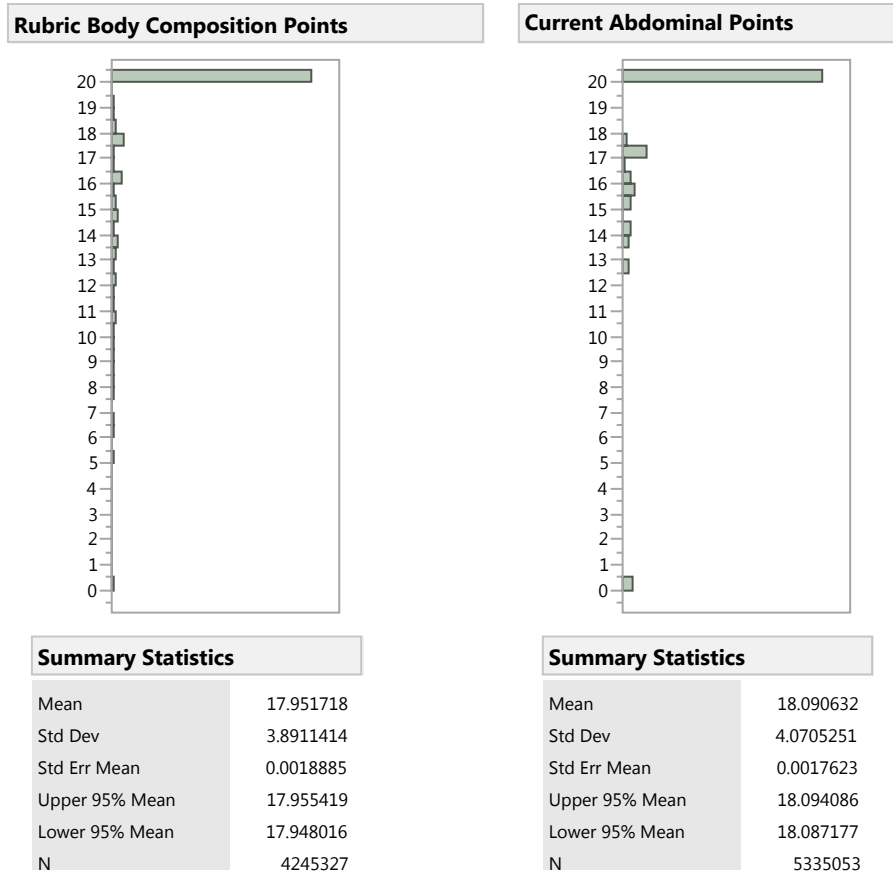 Rubric Body Composition Points
20
19
18
17
16
15
14
13
12
11
10
9
8
7
6
5
4
3
2
1
0
Summary Statistics
Mean 17.951718
Std Dev 3.8911414
Std Err Mean 0.0018885
Upper 95% Mean 17.955419
Lower 95% Mean 17.948016
N 4245327
Current Abdominal Points
20
19
18
17
16
15
14
13
12
11
10
9
8
7
6
5
4
3
2
1
0
Summary Statistics
Mean 18.090632
Std Dev 4.0705251
Std Err Mean 0.0017623
Upper 95% Mean 18.094086
Lower 95% Mean 18.087177
N 5335053